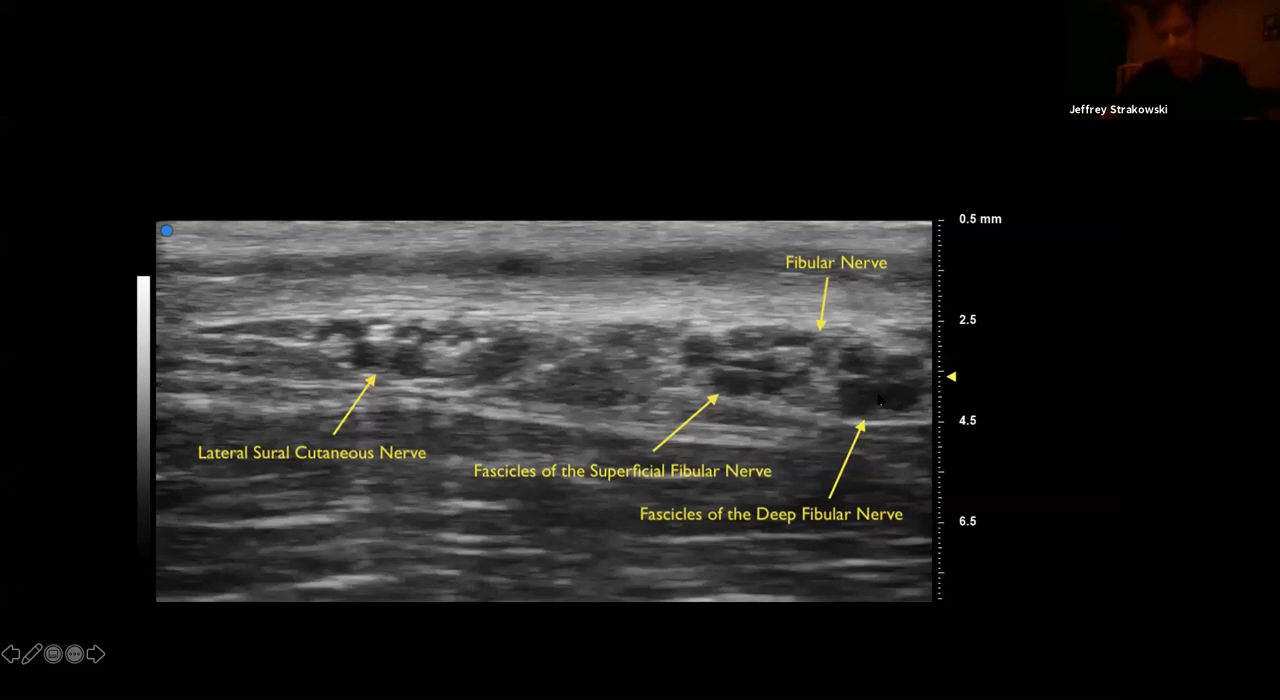 Jeffrey Strakowski
0.5 mm
Fibular Nerve
2.5
4.5
Lateral Sural Cutaneous Nerve
Fascicles of the Superficial Fibular Nerve
Fascicles of the Deep Fibular Nerve
6.5